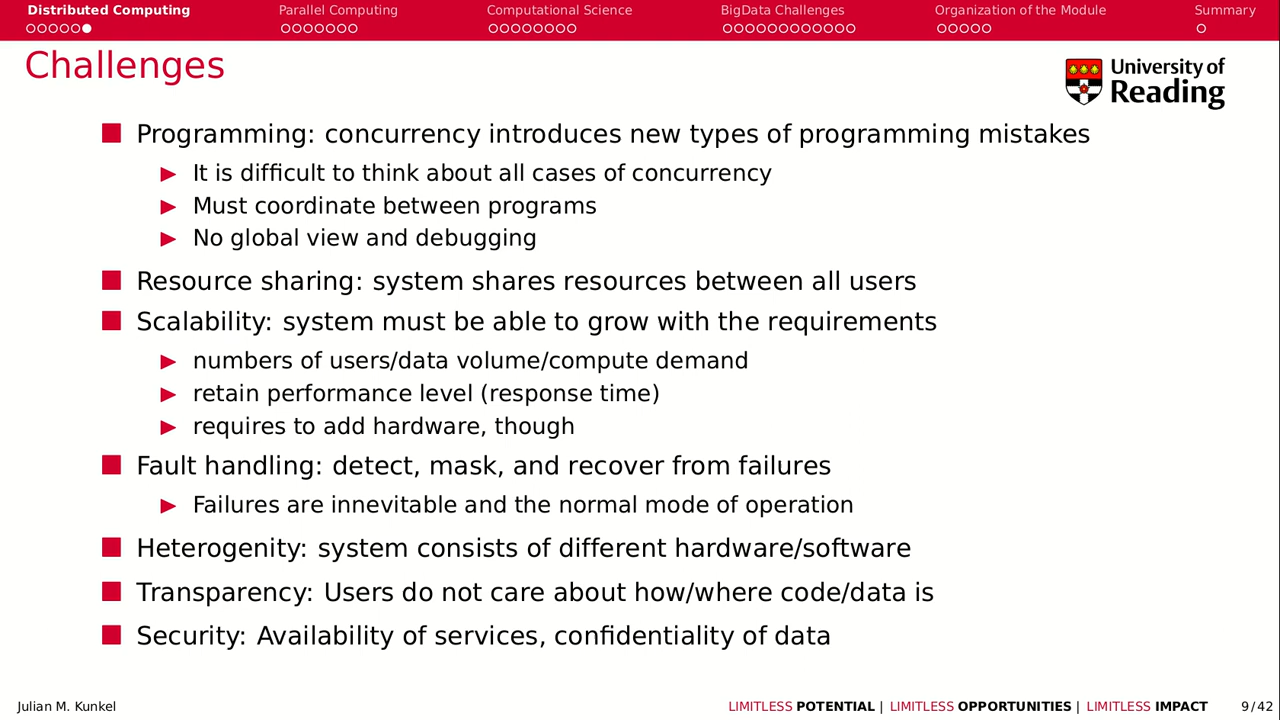 Distributed Computing Parallel Computing Computational Science BigData Challenges Organization of the Module Summary
Challenges
University of
Reading
Programming: concurrency introduces new types of programming mistakes
It is difficult to think about all cases of concurrency
Must coordinate between programs
No global view and debugging
Resource sharing: system shares resources between all users
Scalability: system must be able to grow with the requirements
numbers of users/data volume/compute demand
retain performance level (response time)
requires to add hardware, though
Fault handling: detect, mask, and recover from failures
Failures are innevitable and the normal mode of operation
Heterogenity: system consists of different hardware/software
Transparency: Users do not care about how/where code/data is
Security: Availability of services, confidentiality of data
Julian M. Kunkel LIMITLESS POTENTIAL | LIMITLESS OPPORTUNITIES | LIMITLESS IMPACT 9/42